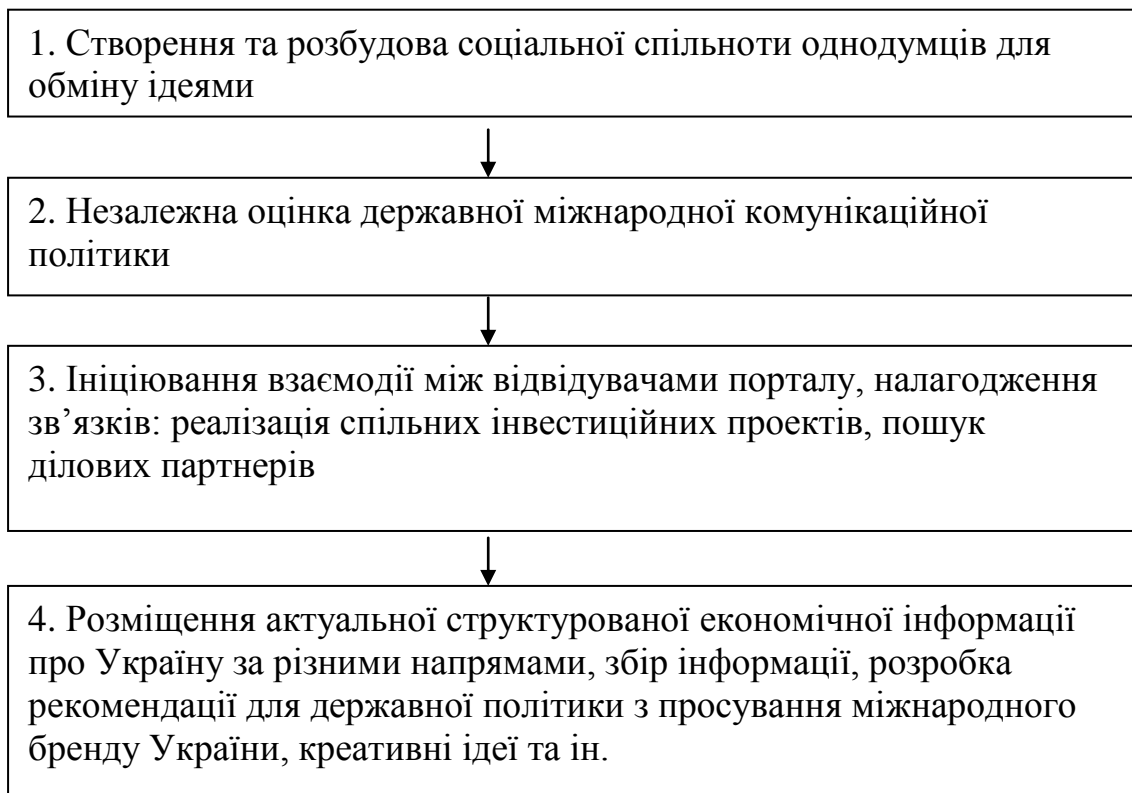 1. Створення та розбудова соціальної спільноти однодумців для
обміну ідеями
2. Незалежна оцінка державної міжнародної комунікаційної
політики
3. Ініціювання взаємодії між відвідувачами порталу, налагодження
зв’язків: реалізація спільних інвестиційних проектів, пошук
ділових партнерів
4. Розміщення актуальної структурованої економічної інформації
про Україну за різними напрямами, збір інформації, розробка
рекомендації для державної політики з просування міжнародного
бренду України, креативні ідеї та ін.